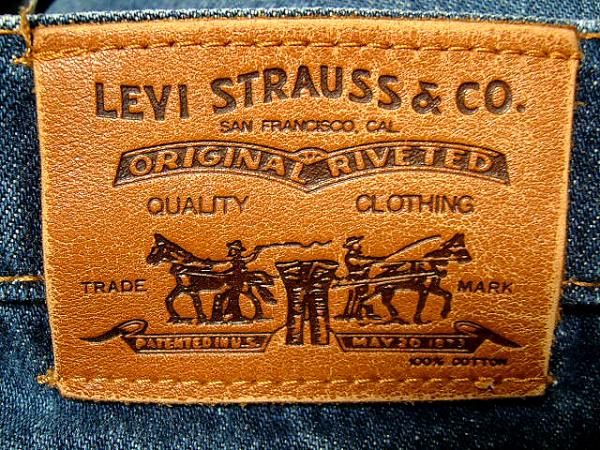 LEVI STRAUSS & CO.
SAN FRANCISCO, CAL.
ORIGINAL RIVETED
QUALITY CLOTHING
TRADE MARK
PATENTED IN U.S. MAY 20 1873
100% COTTON